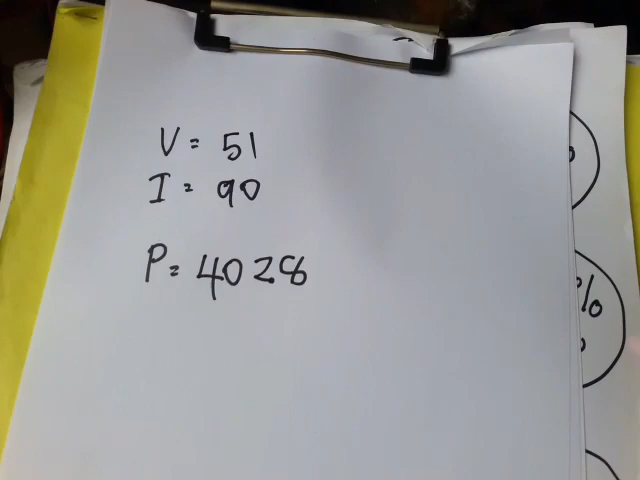 V = 51
I = 90
P = 4028
%